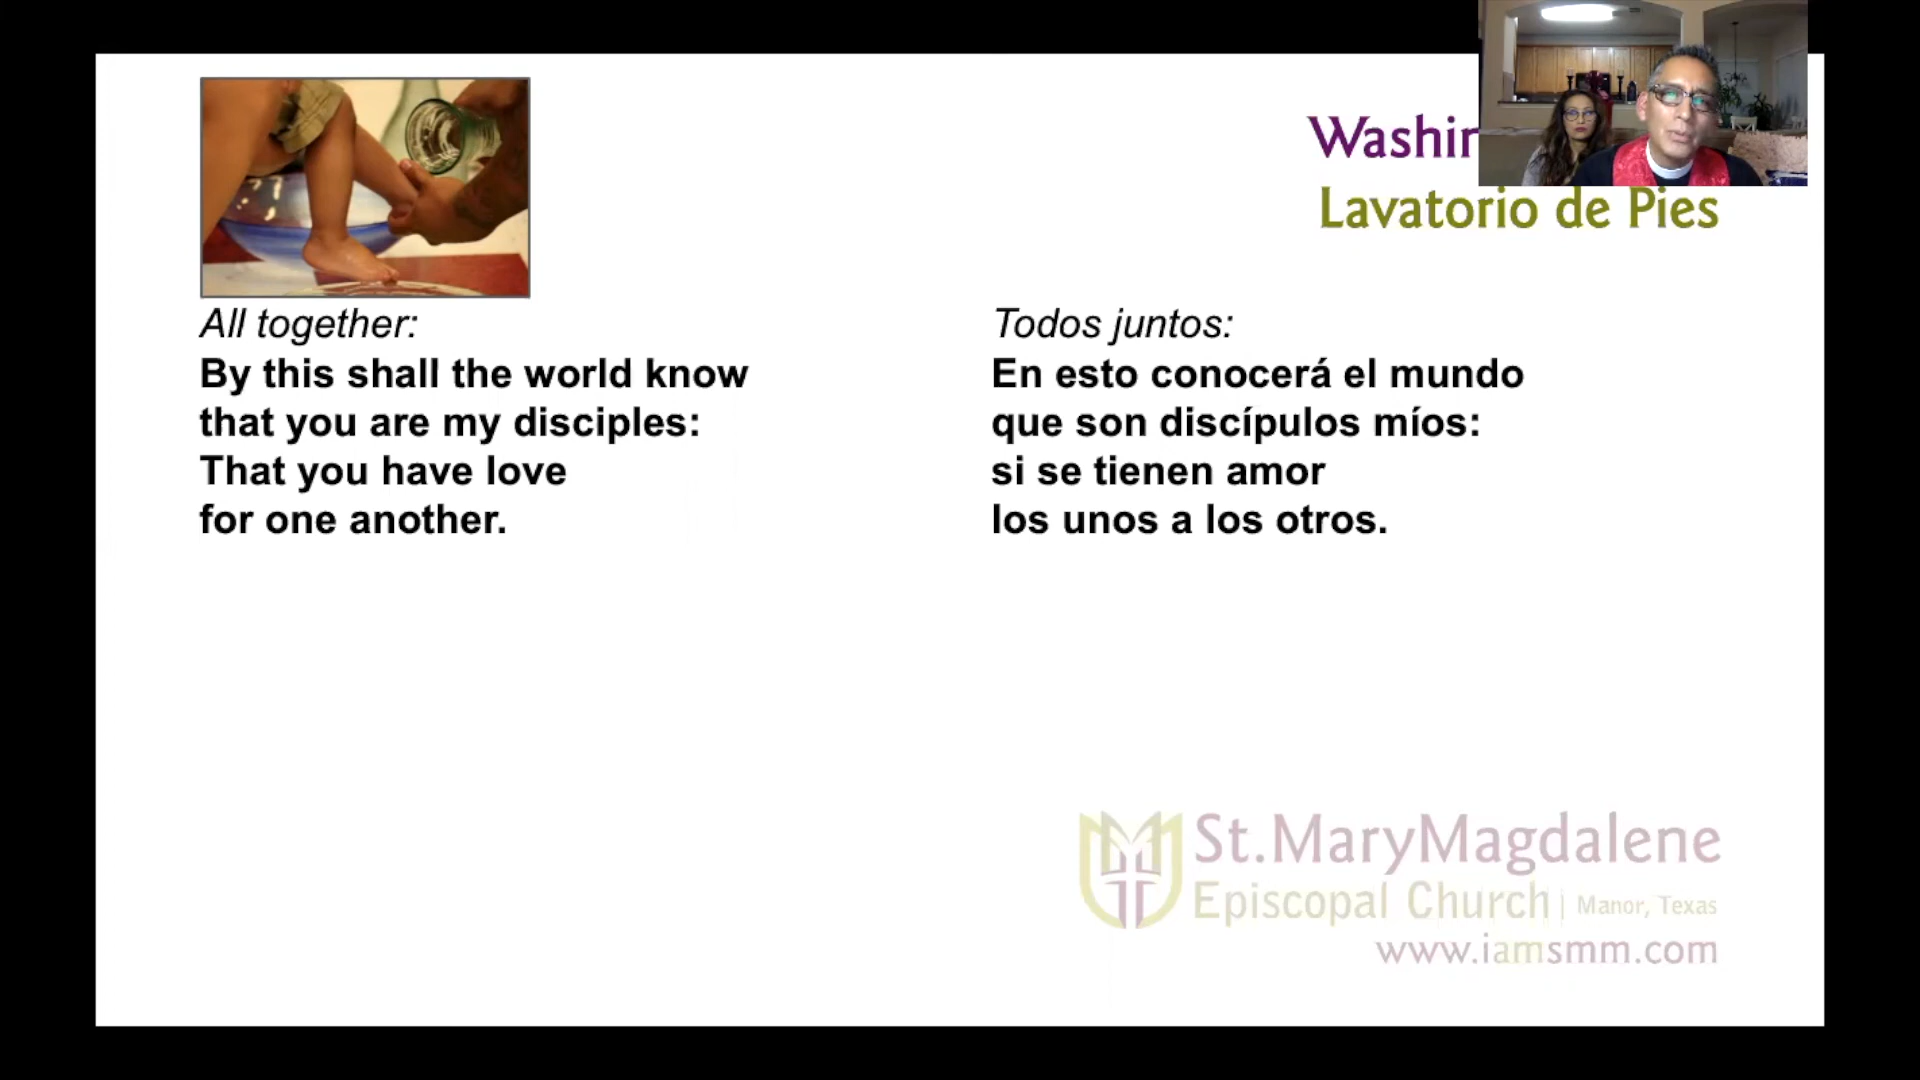 Lavatorio de Pies
All together:
By this shall the world know
that you are my disciples:
That you have love
for one another.
Todos juntos:
En esto conocerá el mundo
que son discípulos míos:
si se tienen amor
los unos a los otros.
St.MaryMagdalene
Episcopal Church | Manor, Texas
www.iamsmm.com